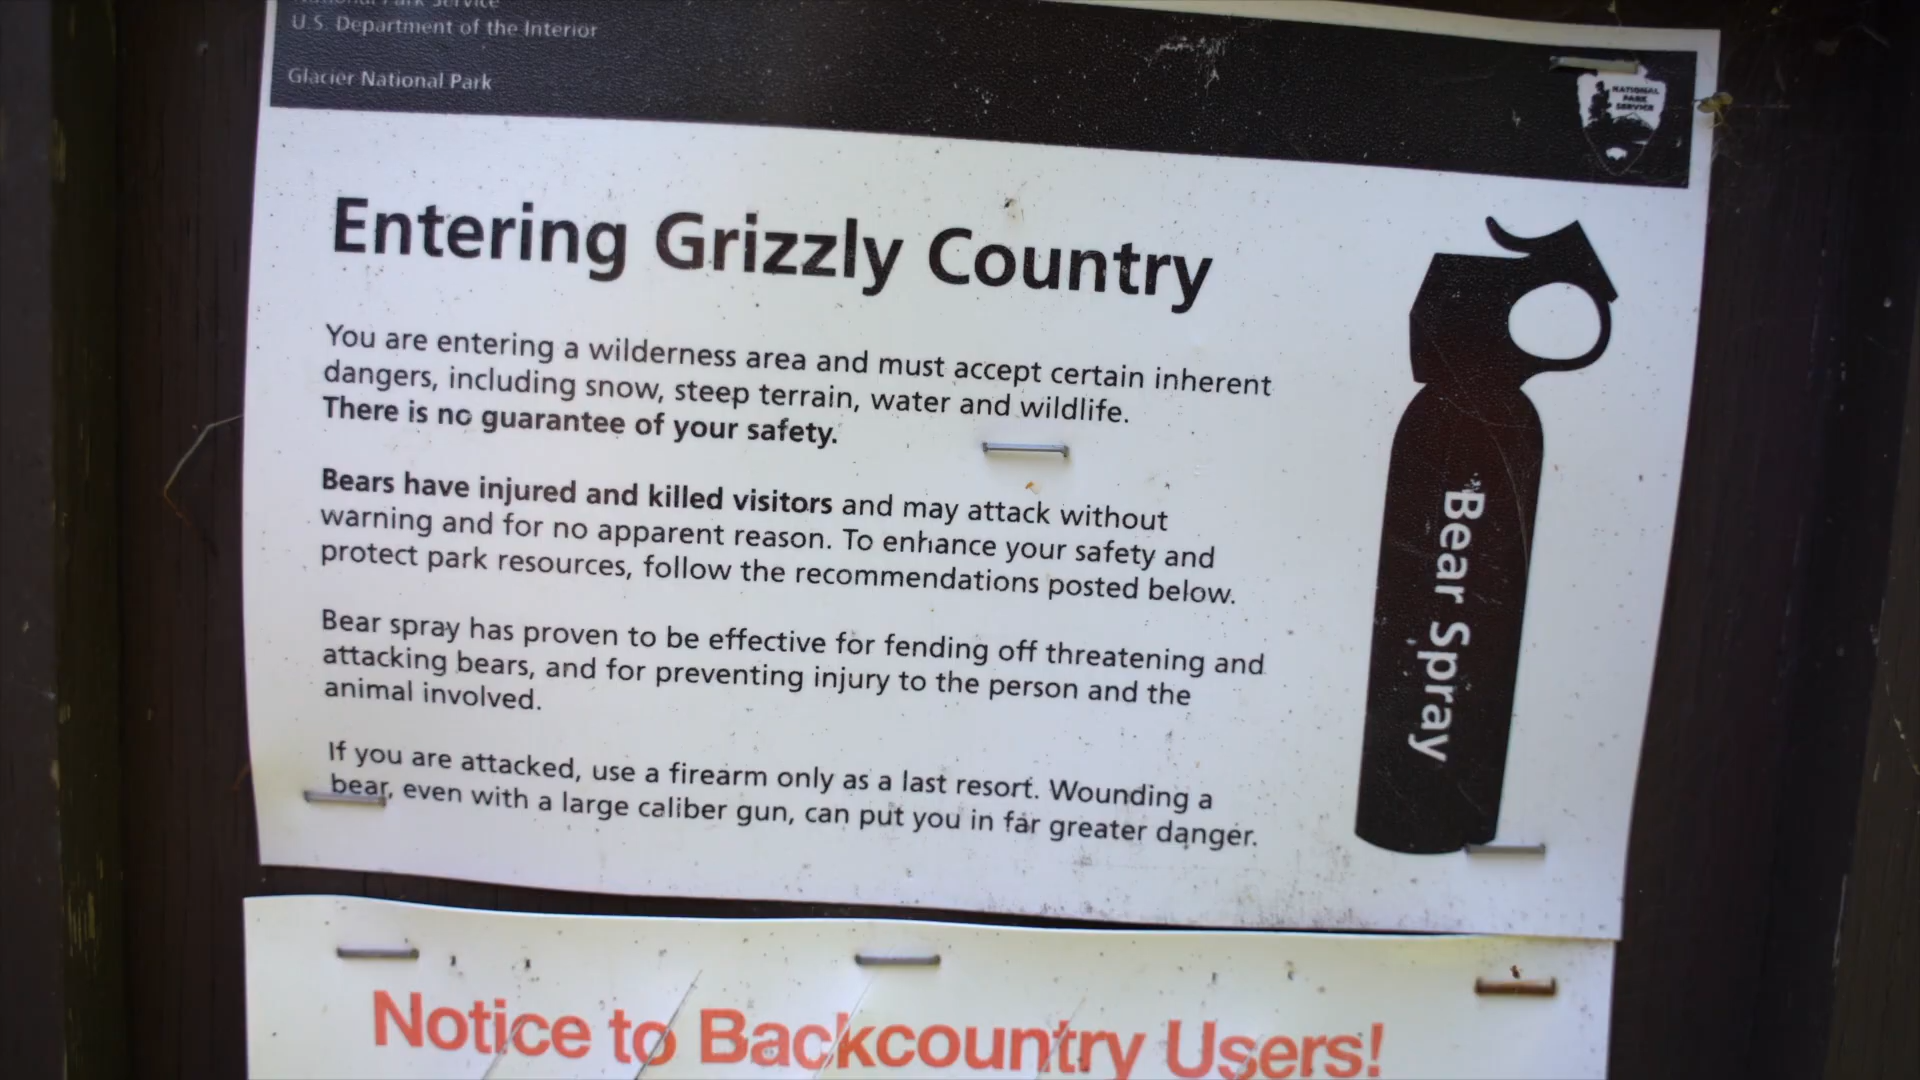 National Park Service
U.S. Department of the Interior
Glacier National Park
NATIONAL
PARK
SERVICE
Entering Grizzly Country
You are entering a wilderness area and must accept certain inherent
dangers, including snow, steep terrain, water and wildlife.
There is no guarantee of your safety.
Bears have injured and killed visitors and may attack without
warning and for no apparent reason. To enhance your safety and
protect park resources, follow the recommendations posted below.
Bear spray has proven to be effective for fending off threatening and
attacking bears, and for preventing injury to the person and the
animal involved.
If you are attacked, use a firearm only as a last resort. Wounding a
bear, even with a large caliber gun, can put you in far greater danger.
Bear Spray
Notice to Backcountry Users!